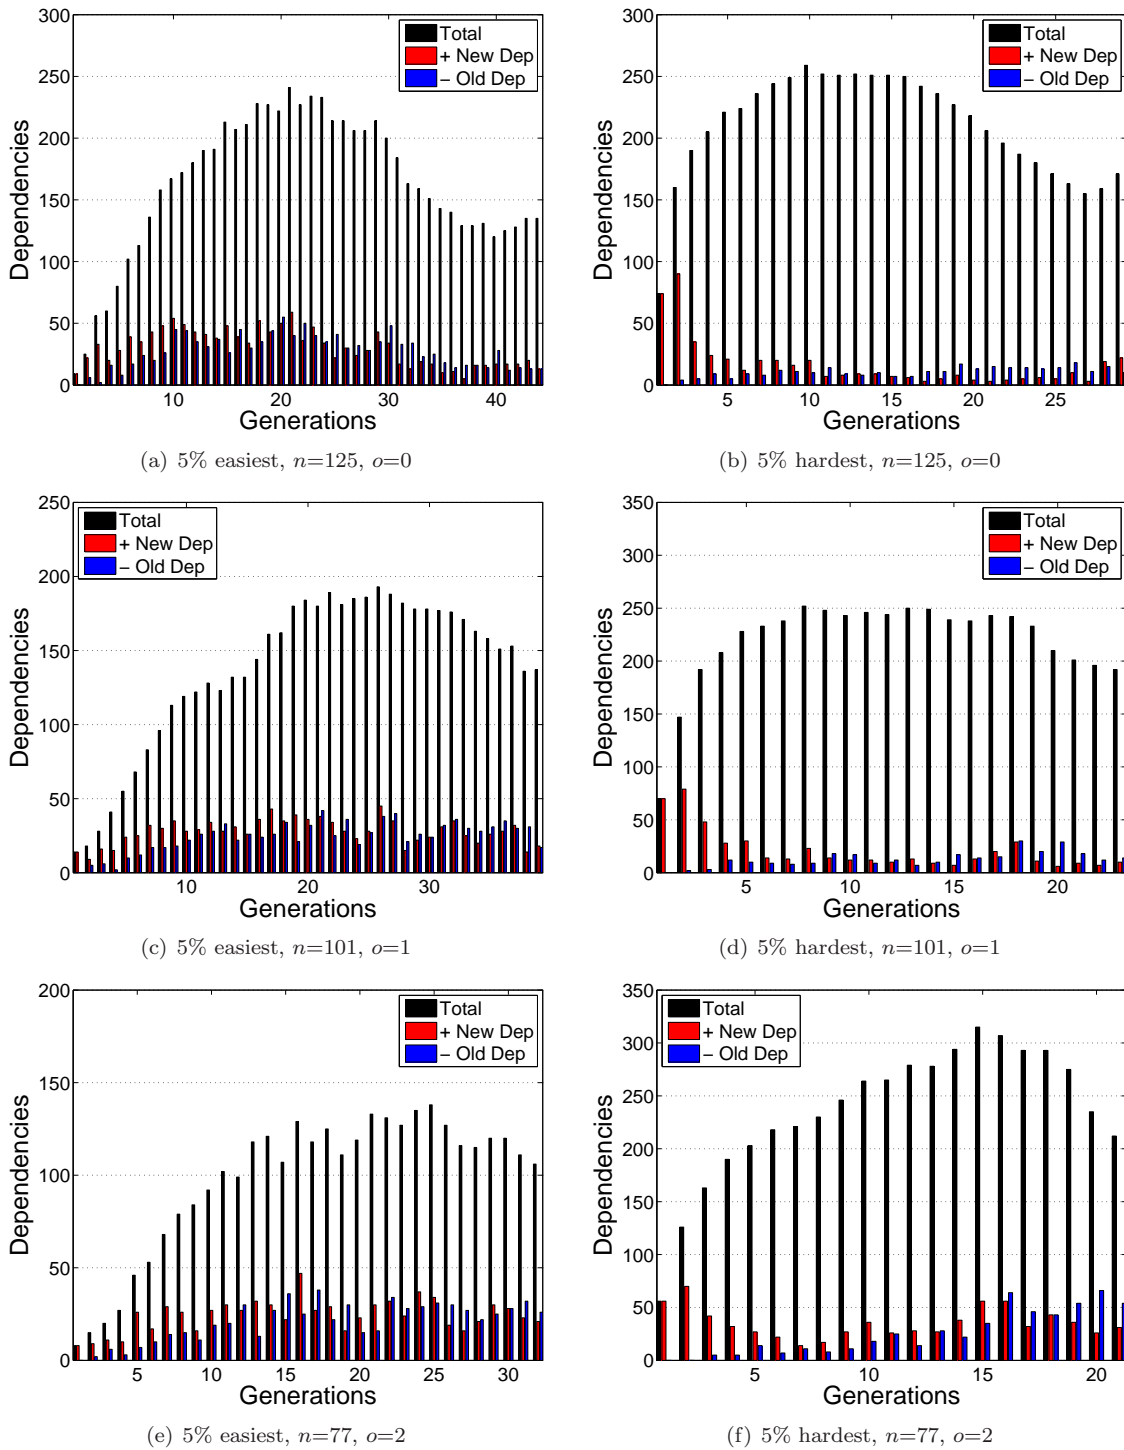 300
250
200
150
100
50
0
Dependencies
10 20 30 40
Generations
Total
+ New Dep
− Old Dep
(a) 5% easiest, n=125, o=0
300
250
200
150
100
50
0
Dependencies
5 10 15 20 25
Generations
Total
+ New Dep
− Old Dep
(b) 5% hardest, n=125, o=0
250
200
150
100
50
0
Dependencies
10 20 30
Generations
Total
+ New Dep
− Old Dep
(c) 5% easiest, n=101, o=1
350
300
250
200
150
100
50
0
Dependencies
5 10 15 20
Generations
Total
+ New Dep
− Old Dep
(d) 5% hardest, n=101, o=1
200
150
100
50
0
Dependencies
5 10 15 20 25 30
Generations
Total
+ New Dep
− Old Dep
(e) 5% easiest, n=77, o=2
350
300
250
200
150
100
50
0
Dependencies
5 10 15 20
Generations
Total
+ New Dep
− Old Dep
(f) 5% hardest, n=77, o=2